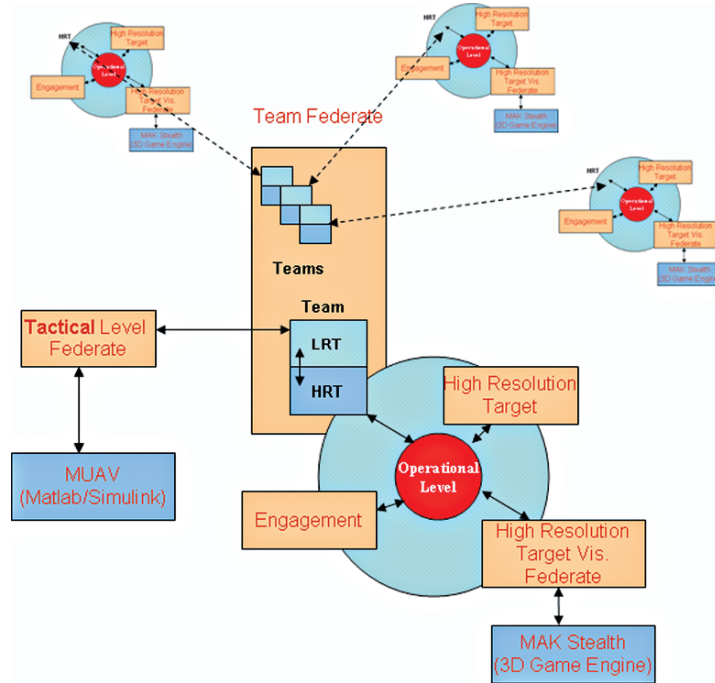 HRT
High Resolution
Target
Operational
Level
Engagement
High Resolution
Target Vis.
Federate
MAK Stealth
(3D Game Engine)
HRT
High Resolution
Target
Operational
Level
Engagement
High Resolution
Target Vis.
Federate
MAK Stealth
(3D Game Engine)
Team Federate
HRT
High Resolution
Target
Operational
Level
Engagement
High Resolution
Target Vis.
Federate
MAK Stealth
(3D Game Engine)
Teams
Team
LRT
HRT
Tactical Level
Federate
MUAV
(Matlab/Simulink)
High Resolution
Target
Operational
Level
Engagement
High Resolution
Target Vis.
Federate
MAK Stealth
(3D Game Engine)